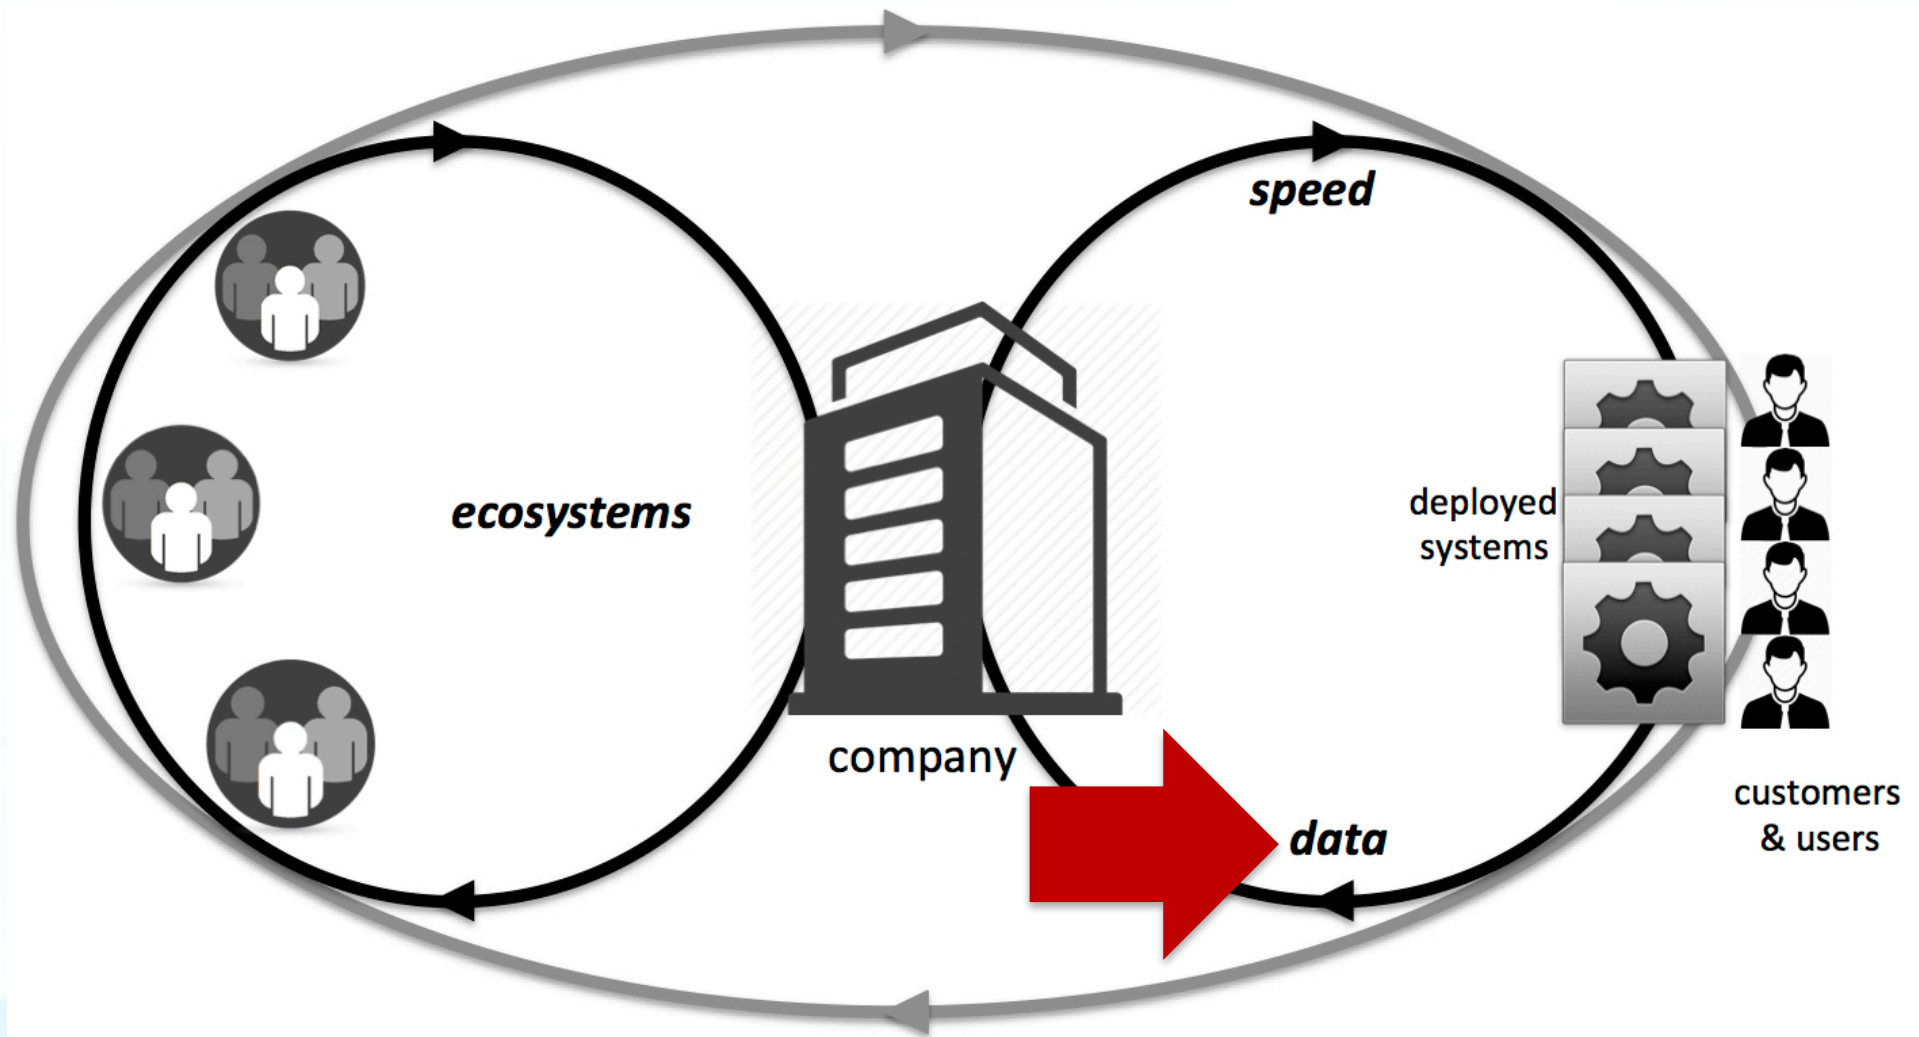 speed
ecosystems
deployed
systems
company
customers
& users
data